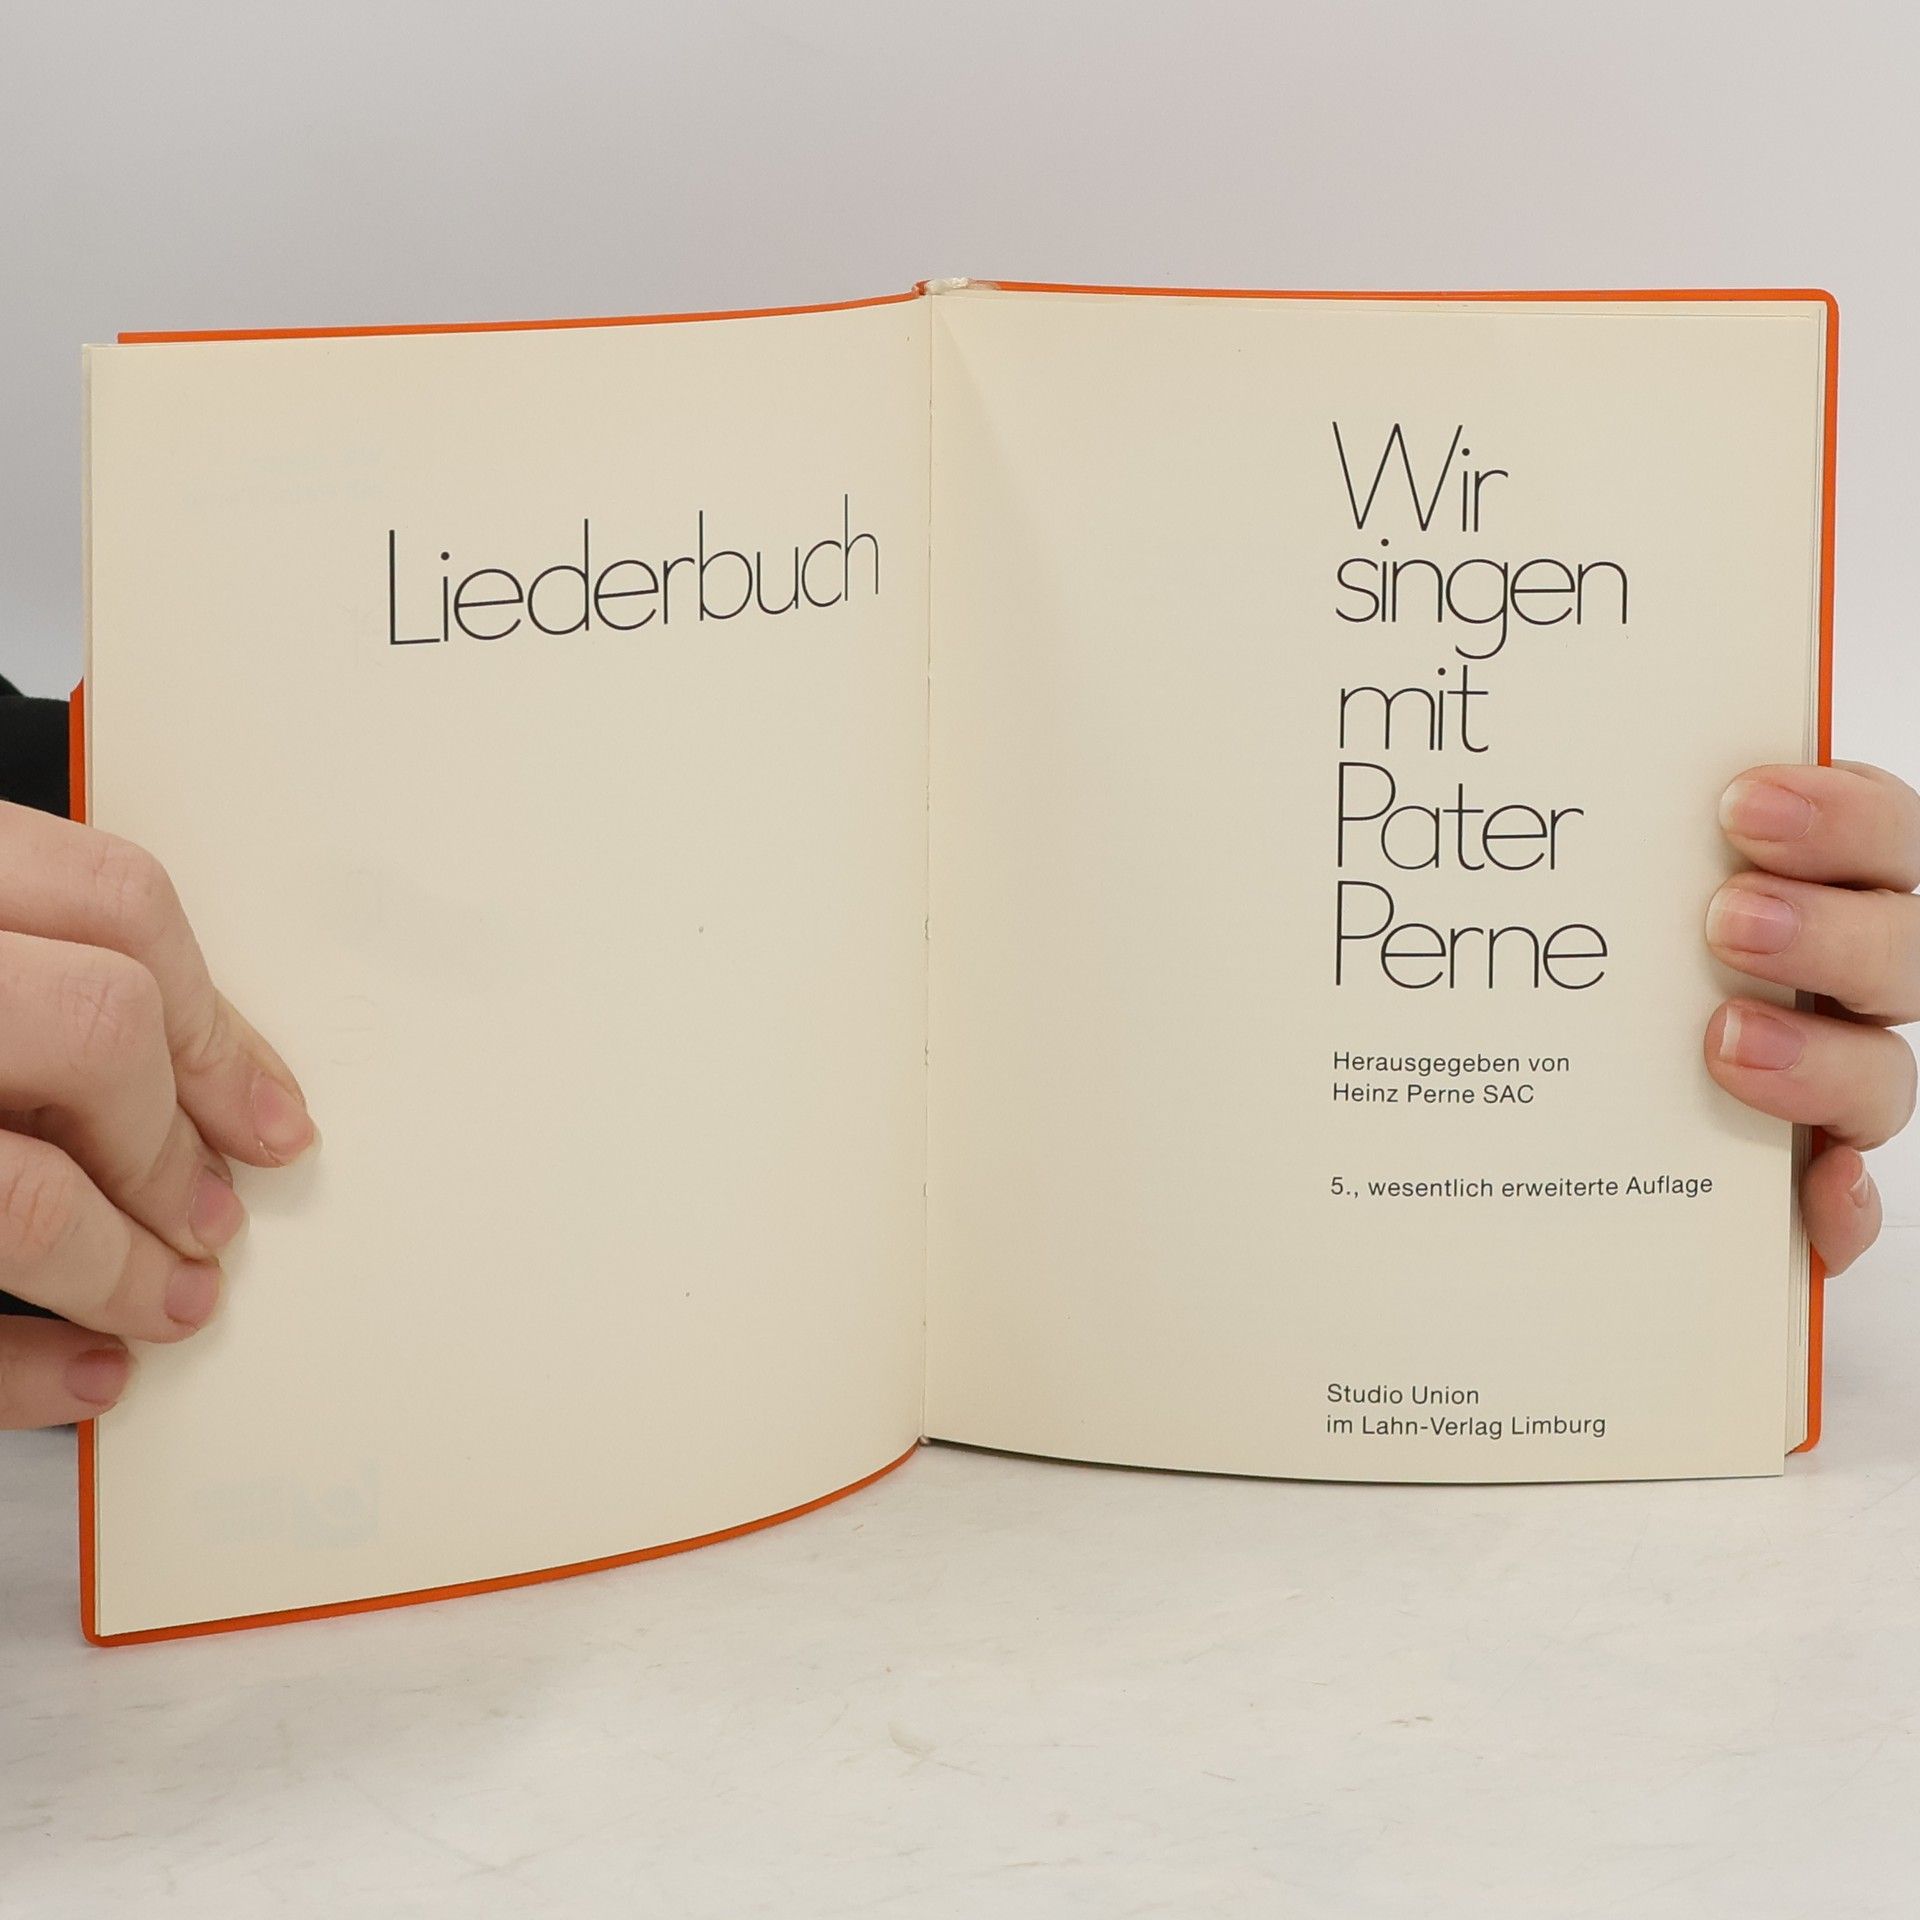 Liederbuch
Wir
singen
mit
Pater
Perne
Herausgegeben von
Heinz Perne SAC
5., wesentlich erweiterte Auflage
Studio Union
im Lahn-Verlag Limburg